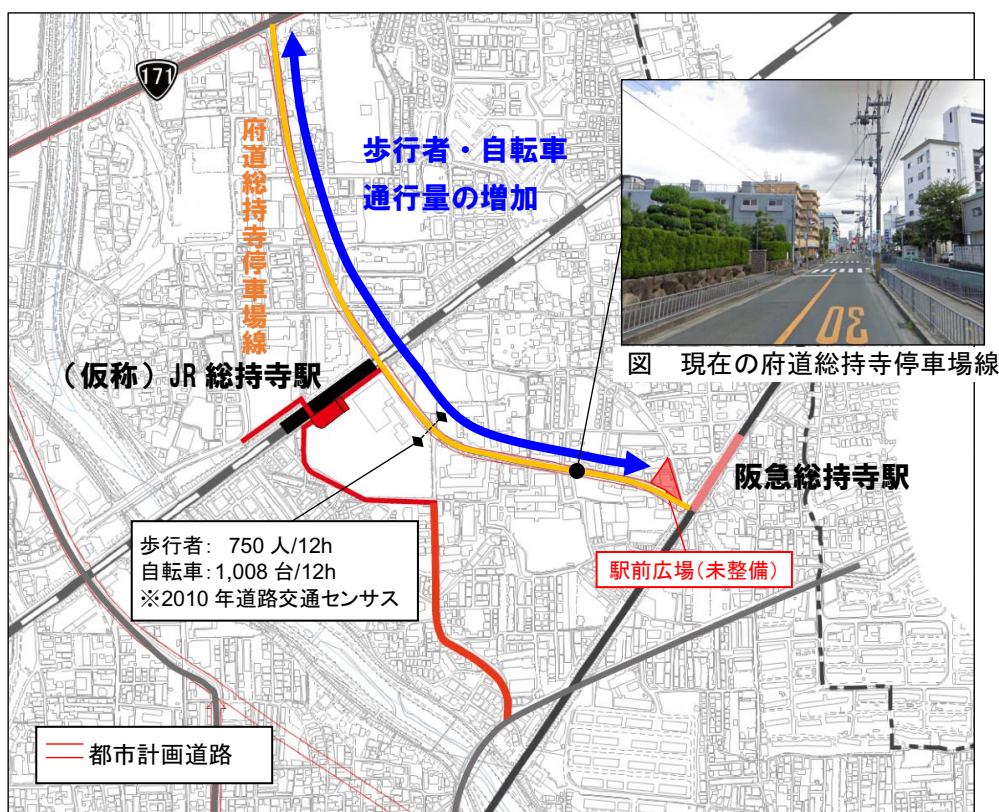 171
府道総持寺停車場線
歩行者・自転車
通行量の増加
30
図 現在の府道総持寺停車場線
（仮称）JR 総持寺駅
阪急総持寺駅
駅前広場（未整備）
歩行者： 750 人/12h
自転車：1,008 台/12h
※2010 年道路交通センサス
都市計画道路